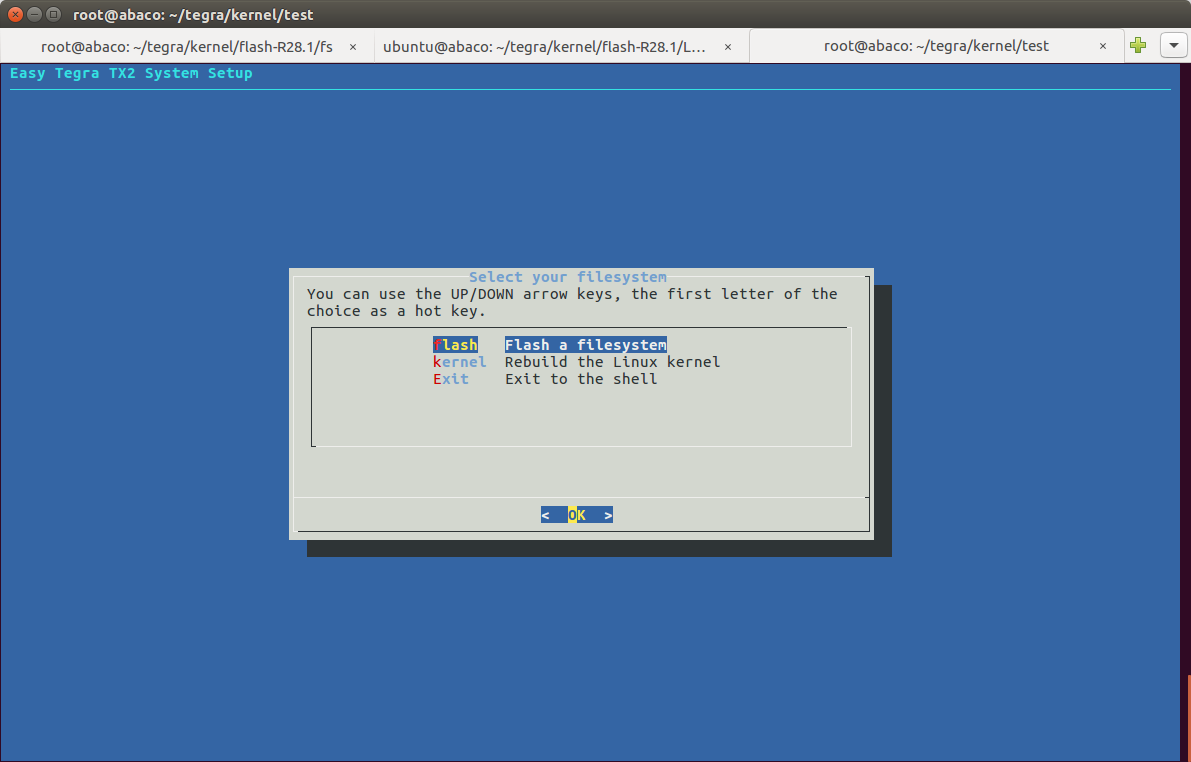 root@abaco: ~/tegra/kernel/test
root@abaco: ~/tegra/kernel/flash-R28.1/fs × ubuntu@abaco: ~/tegra/kernel/flash-R28.1/L... × root@abaco: ~/tegra/kernel/test ×
Easy Tegra TX2 System Setup
Select your filesystem
You can use the UP/DOWN arrow keys, the first letter of the
choice as a hot key.
flash Flash a filesystem
kernel Rebuild the Linux kernel
Exit Exit to the shell
< OK >